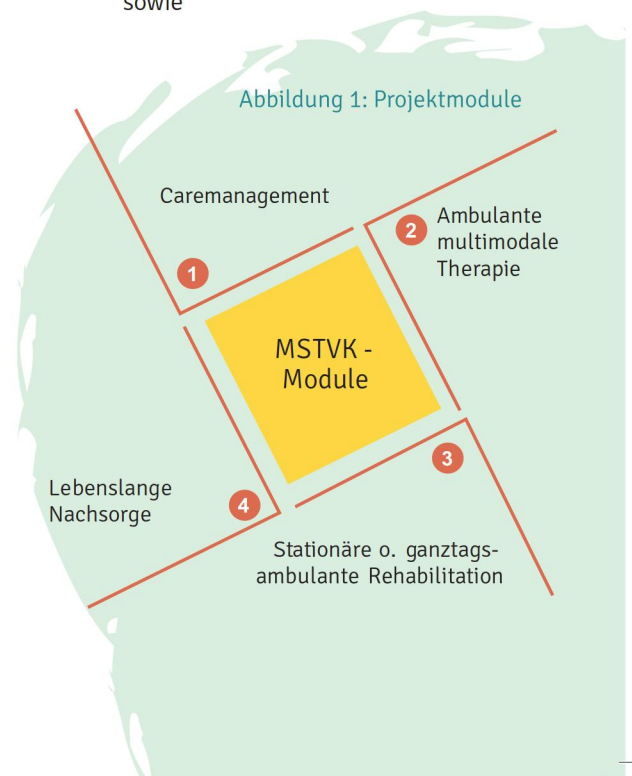 sowie
Abbildung 1: Projektmodule
Caremanagement
1
2
Ambulante
multimodale
Therapie
MSTVK -
Module
3
Lebenslange
Nachsorge
4
Stationäre o. ganztags-
ambulante Rehabilitation